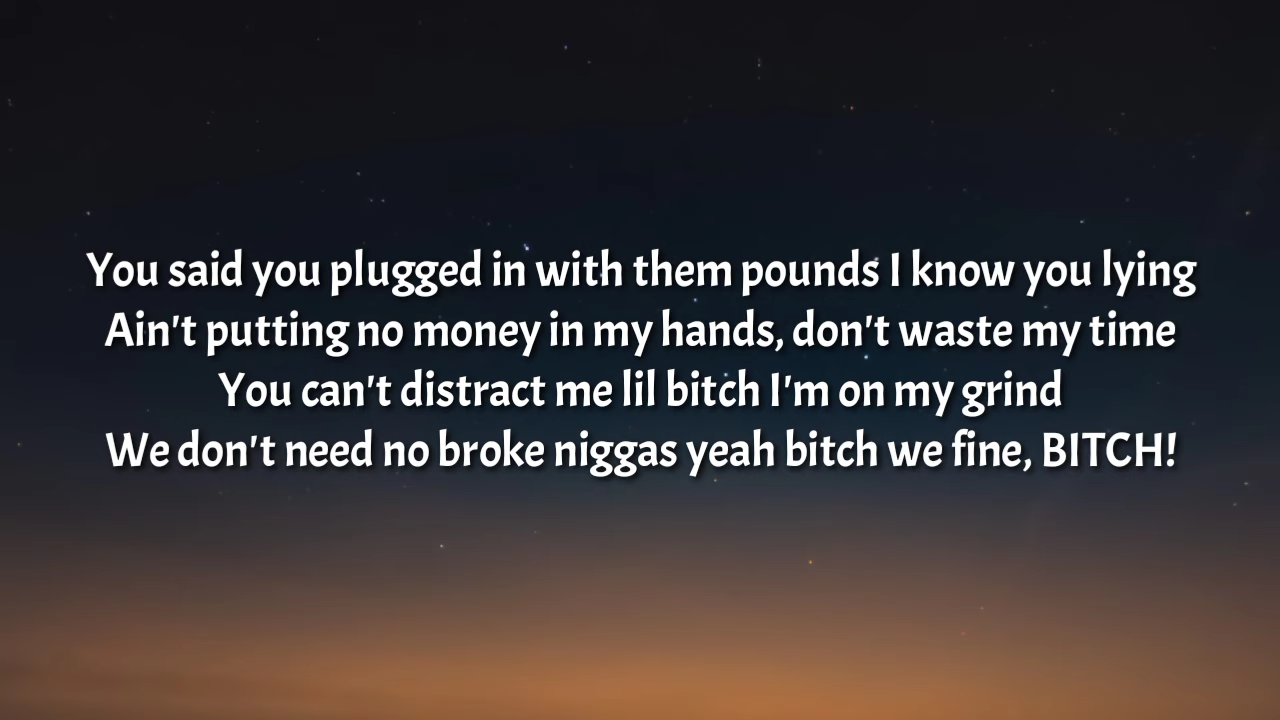 You said you plugged in with them pounds I know you lying
Ain't putting no money in my hands, don't waste my time
You can't distract me lil bitch I'm on my grind
We don't need no broke niggas yeah bitch we fine, BITCH!